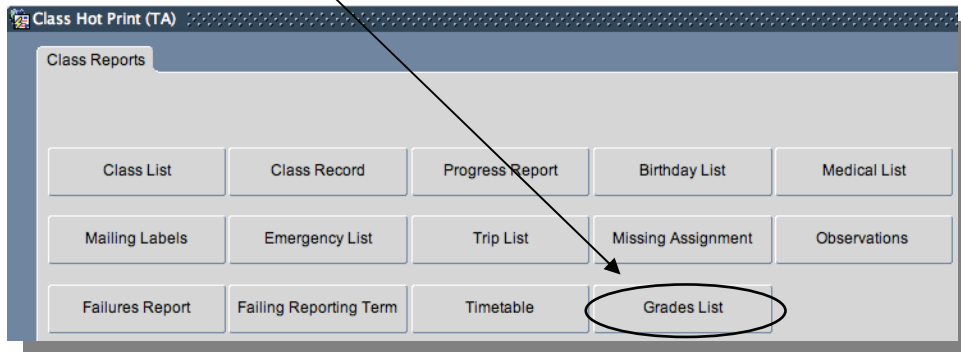 Class Hot Print (TA)
Class Reports
Class List Class Record Progress Report Birthday List Medical List
Mailing Labels Emergency List Trip List Missing Assignment Observations
Failures Report Failing Reporting Term Timetable Grades List